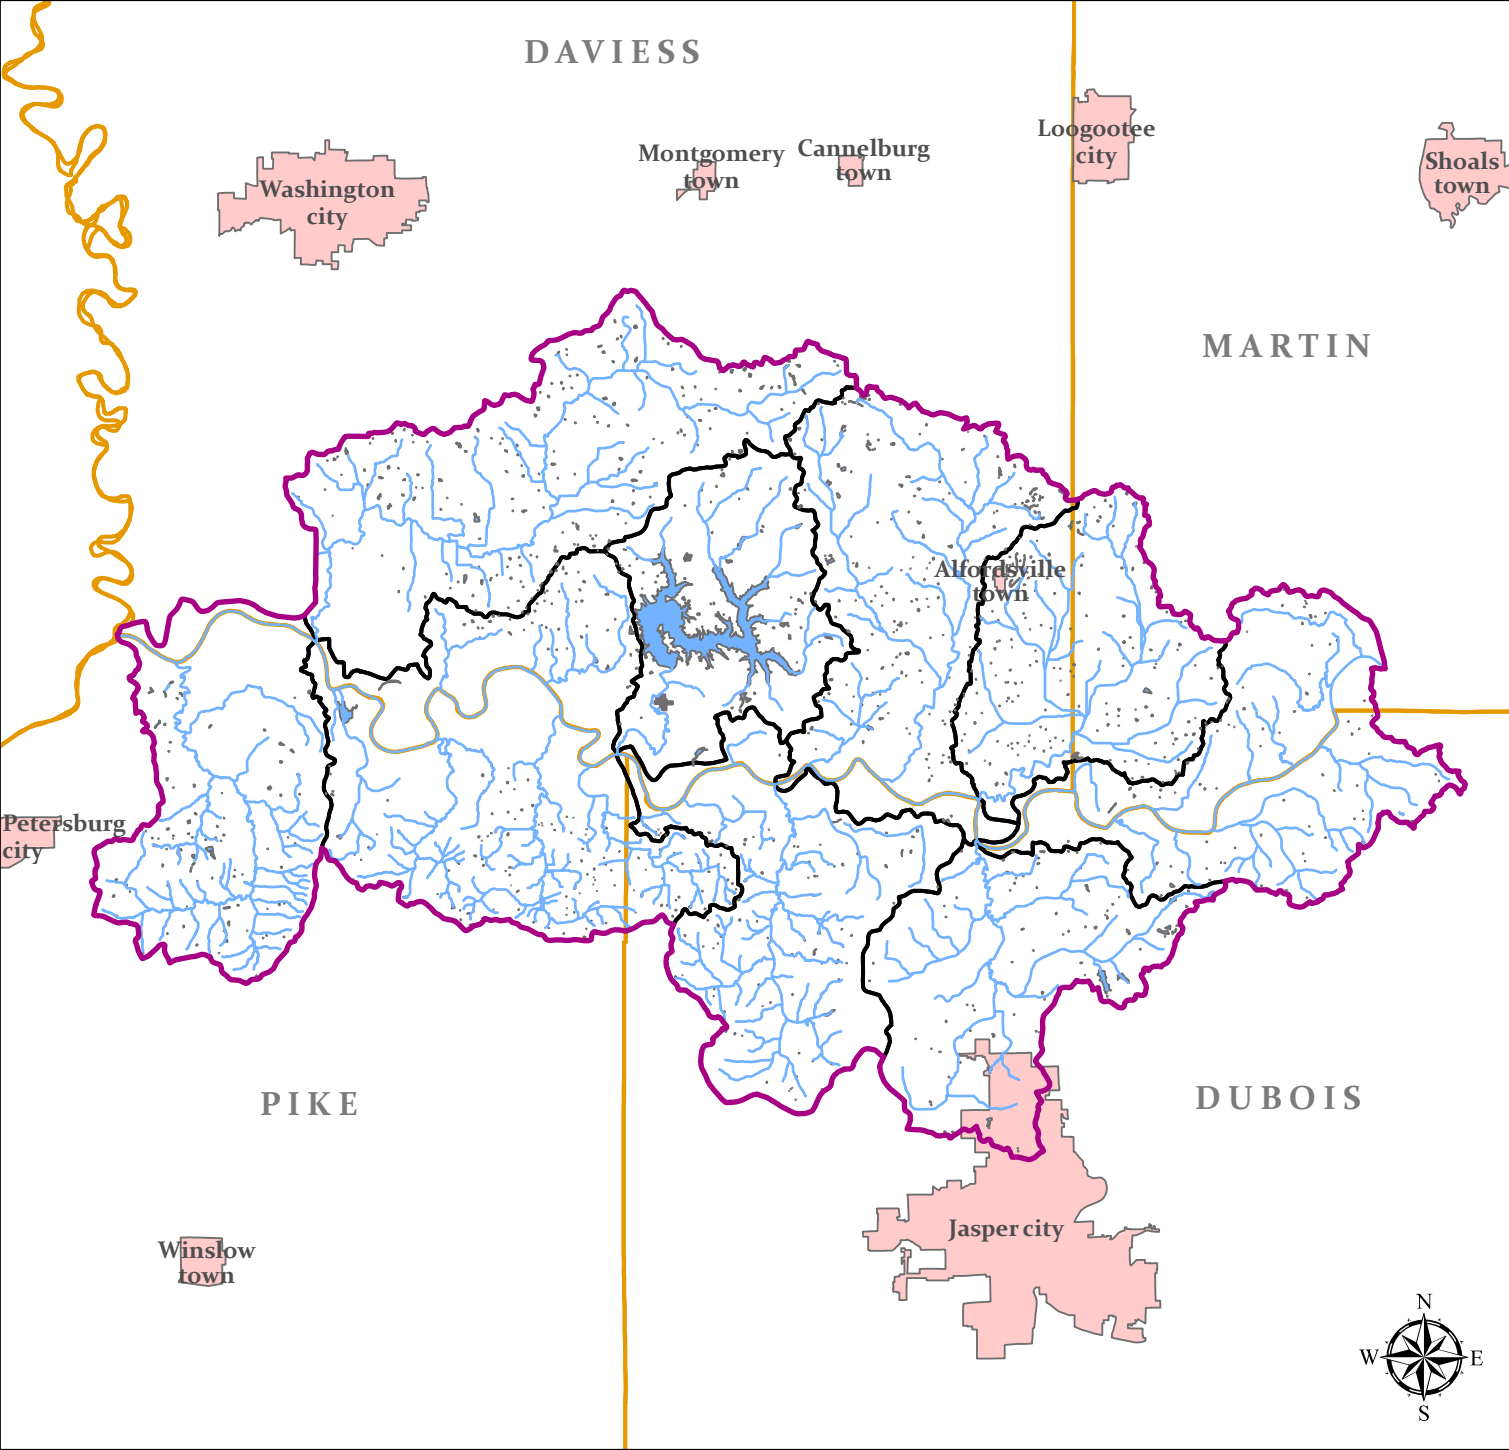 DAVIESS
Loogootee
city
Montgomery
town
Cannelburg
town
Shoals
town
Washington
city
MARTIN
Alfordsville
town
Petersburg
city
PIKE
DUBOIS
Jasper city
Winslow
town
N
W
E
S